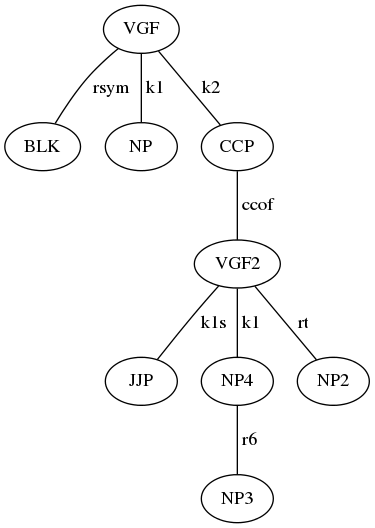 VGF
rsym k1 k2
BLK NP CCP
ccof
VGF2
k1s k1 rt
JJP NP4 NP2
r6
NP3